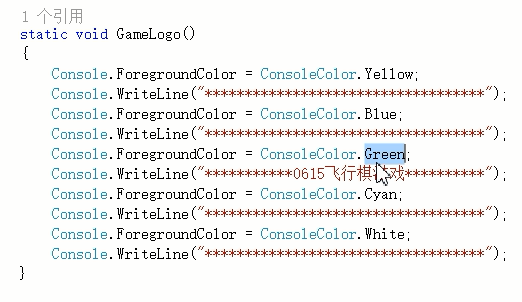 1 个引用
static void GameLogo()
{
    Console.ForegroundColor = ConsoleColor.Yellow;
    Console.WriteLine("***********************************");
    Console.ForegroundColor = ConsoleColor.Blue;
    Console.WriteLine("***********************************");
    Console.ForegroundColor = ConsoleColor.Green;
    Console.WriteLine("***********0615飞行棋游戏**********");
    Console.ForegroundColor = ConsoleColor.Cyan;
    Console.WriteLine("***********************************");
    Console.ForegroundColor = ConsoleColor.White;
    Console.WriteLine("***********************************");
}